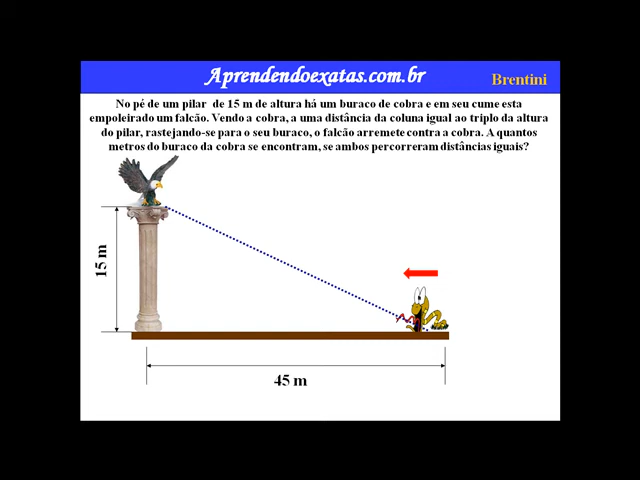 Aprendendoexatas.com.br
Brentini
No pé de um pilar de 15 m de altura há um buraco de cobra e em seu cume esta
empoleirado um falcão. Vendo a cobra, a uma distância da coluna igual ao triplo da altura
do pilar, rastejando-se para o seu buraco, o falcão arremete contra a cobra. A quantos
metros do buraco da cobra se encontram, se ambos percorreram distâncias iguais?
15 m
45 m